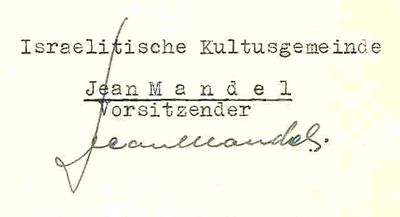 Israelitische Kultusgemeinde
Jean Mandel
Vorsitzender
Jean Mandel.